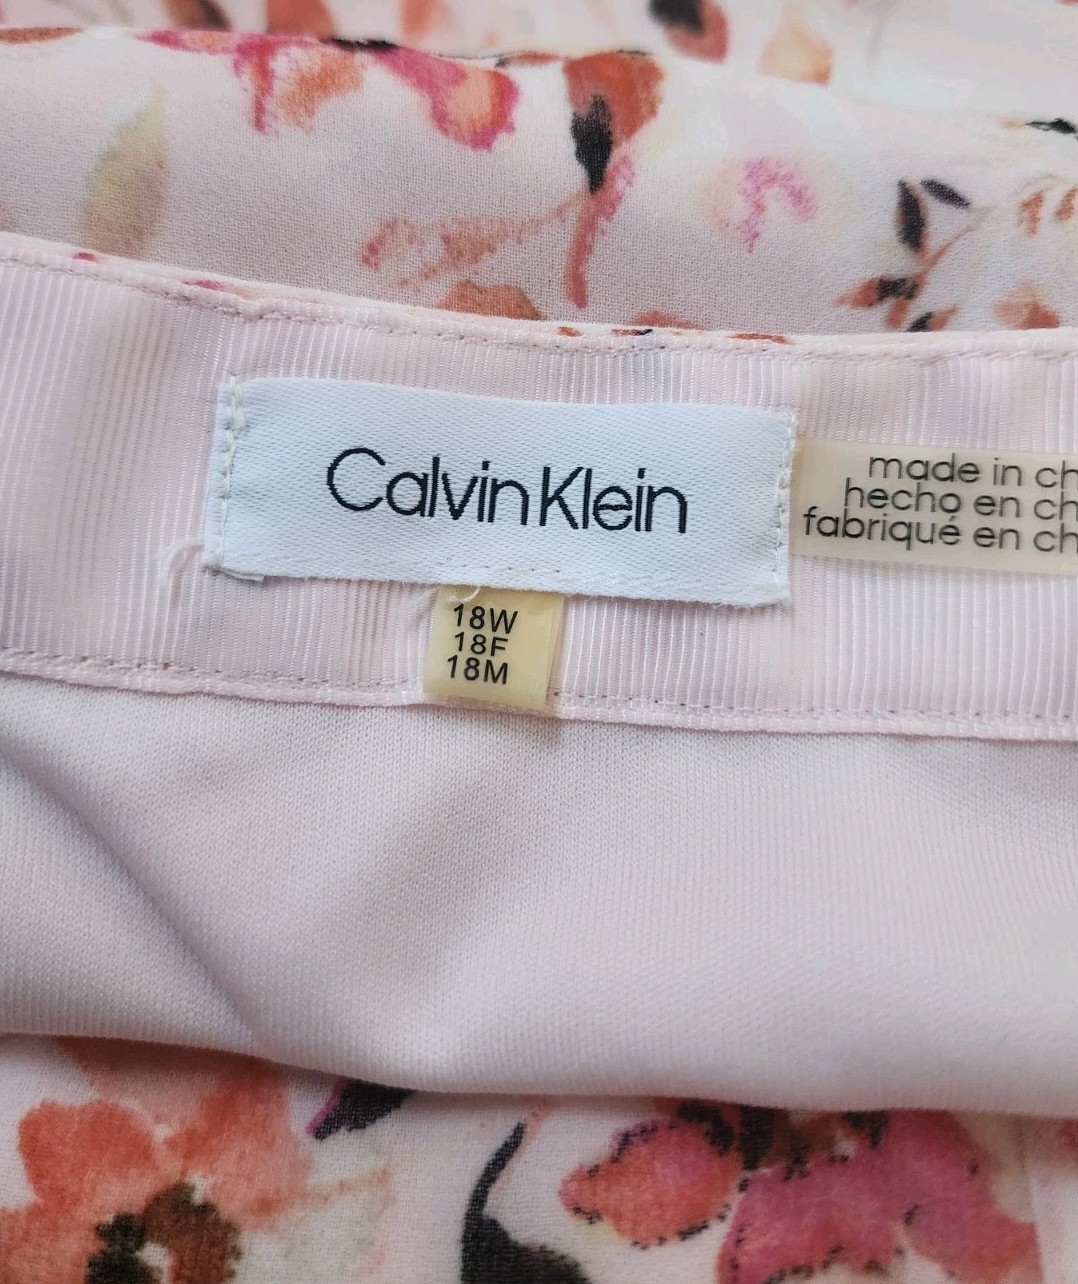 Calvin Klein
made in ch
hecho en ch
fabriqué en ch
18W
18F
18M